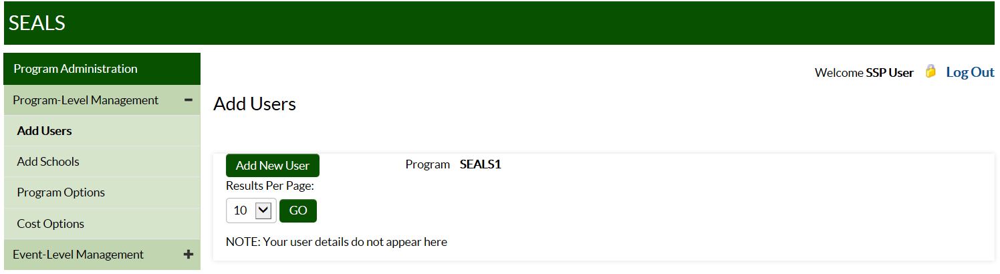 SEALS
Program Administration
Welcome SSP User Log Out
Program-Level Management
Add Users
Add Schools
Program Options
Cost Options
Event-Level Management
Add Users
Add New User
Program SEALS1
Results Per Page:
10 GO
NOTE: Your user details do not appear here